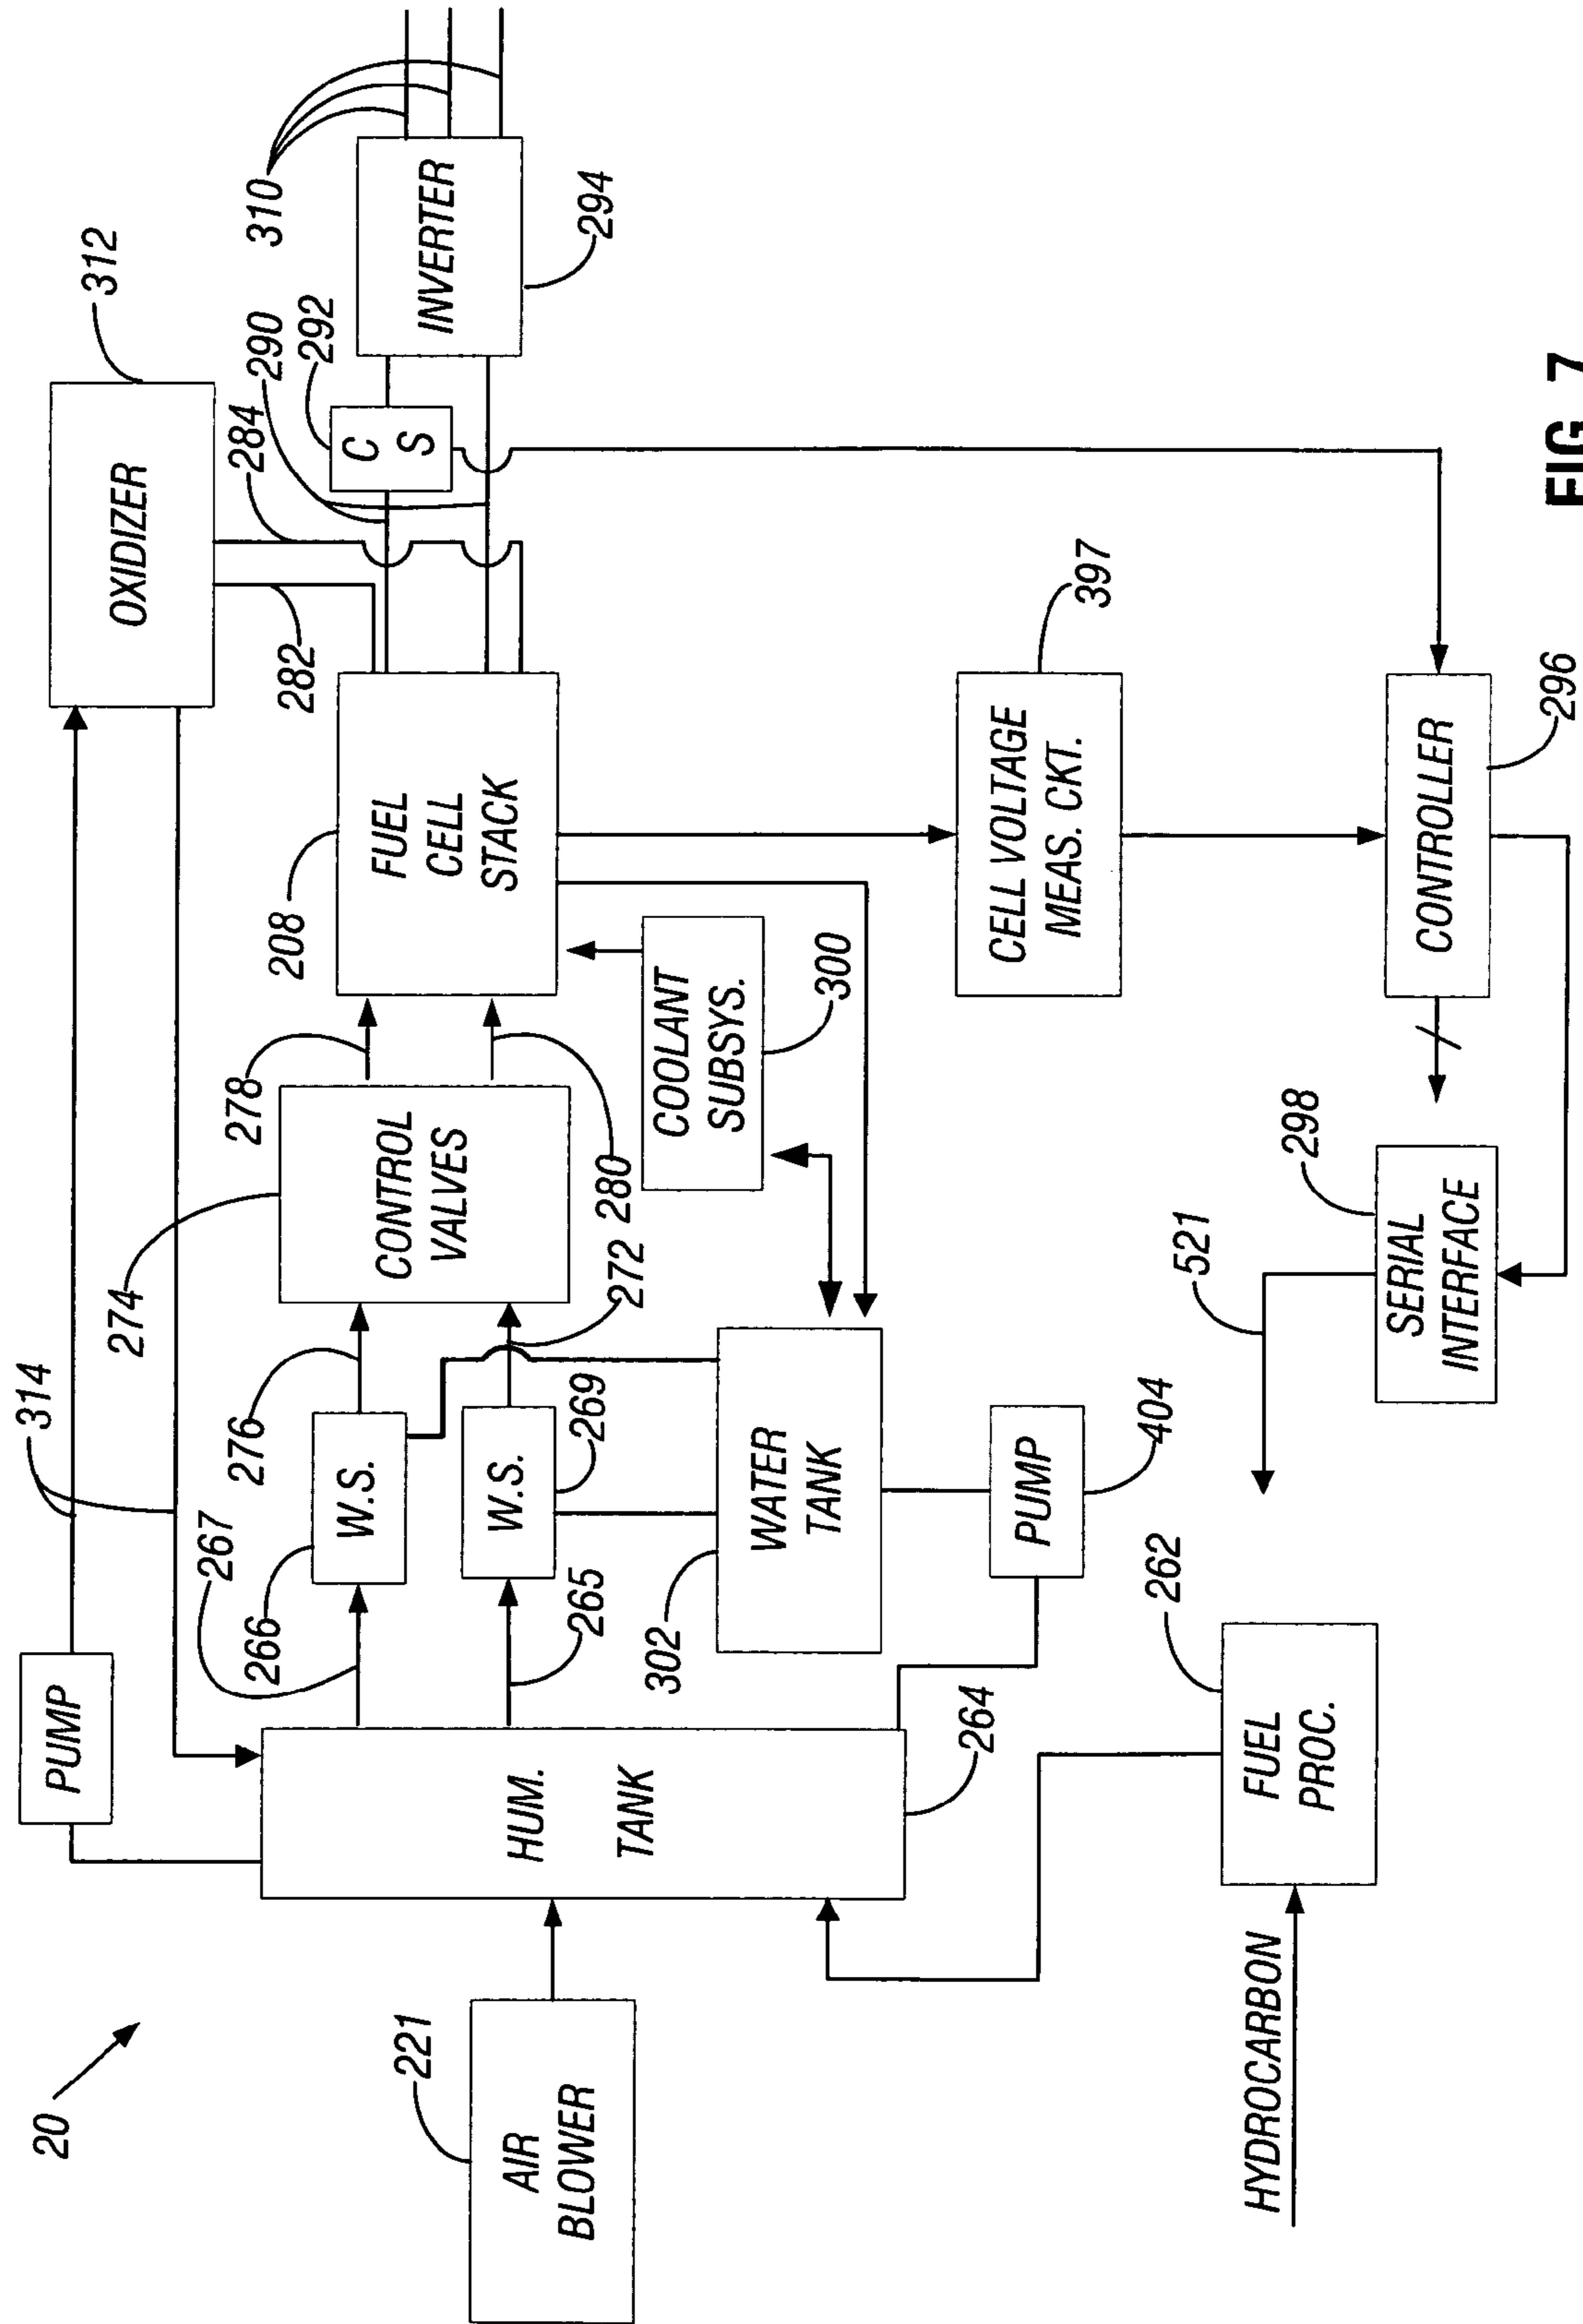 20
314
PUMP
OXIDIZER
312
274
276
267
266
W.S.
278
CONTROL
VALVES
208
FUEL
CELL
STACK
282
284
290
292
C
S
310
INVERTER
294
221
AIR
BLOWER
HUM.
TANK
264
265
W.S.
269
272
280
302
WATER
TANK
COOLANT
SUBSYS.
300
PUMP
404
CELL VOLTAGE
MEAS. CKT.
397
HYDROCARBON
FUEL
PROC.
262
521
SERIAL
INTERFACE
298
CONTROLLER
296
FIG. 7